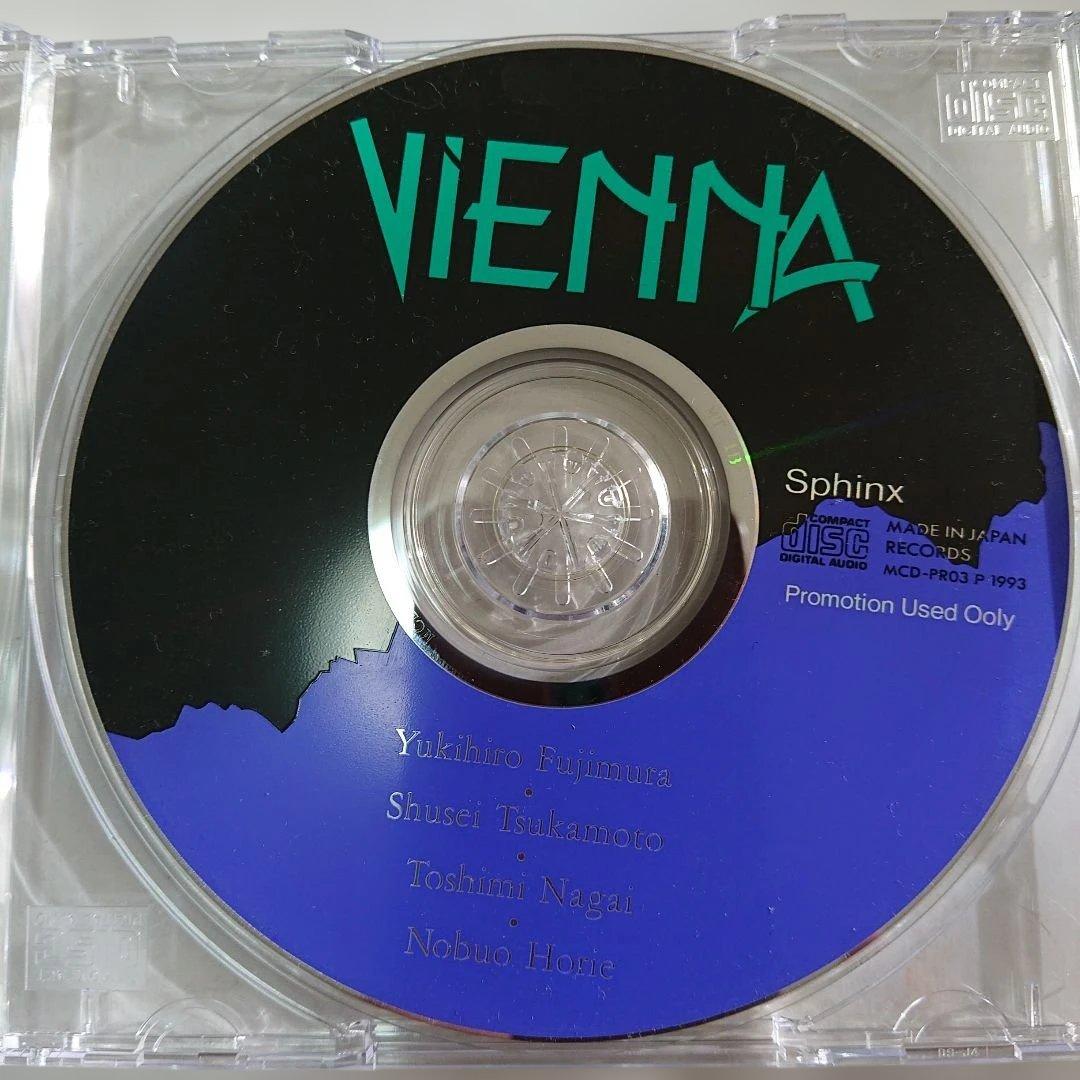 COMPACT
disc
DIGITAL AUDIO
VIENNA
Sphinx
COMPACT
disc
DIGITAL AUDIO
MADE IN JAPAN
RECORDS
MCD-PR03 P 1993
Promotion Used Ooly
Yukihiro Fujimura
•
Shusei Tsukamoto
•
Toshimi Nagai
•
Nobuo Horie